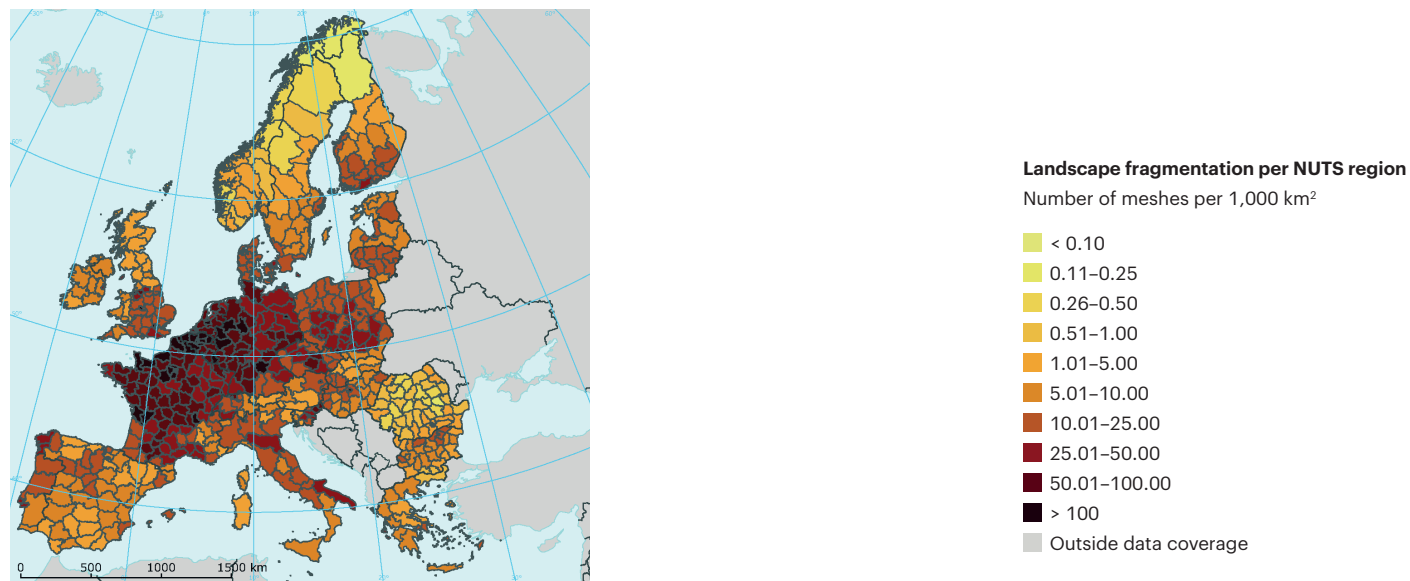 Landscape fragmentation per NUTS region
Number of meshes per 1,000 km²
< 0.10
0.11–0.25
0.26–0.50
0.51–1.00
1.01–5.00
5.01–10.00
10.01–25.00
25.01–50.00
50.01–100.00
> 100
Outside data coverage
0 500 1000 1500 km